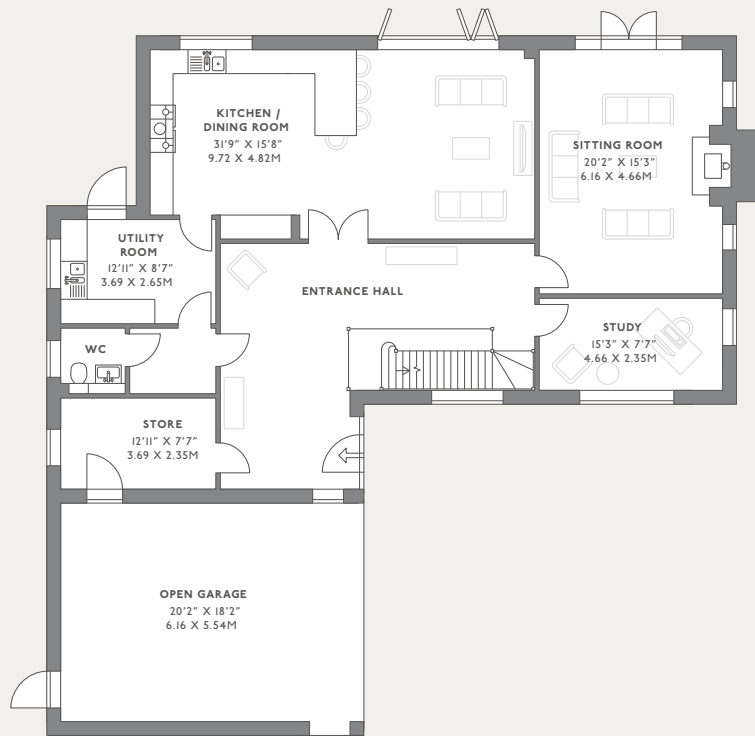 KITCHEN /
DINING ROOM
31'9" X 15'8"
9.72 X 4.82M
SITTING ROOM
20'2" X 15'3"
6.16 X 4.66M
UTILITY
ROOM
12'11" X 8'7"
3.69 X 2.65M
ENTRANCE HALL
STUDY
15'3" X 7'7"
4.66 X 2.35M
WC
STORE
12'11" X 7'7"
3.69 X 2.35M
OPEN GARAGE
20'2" X 18'2"
6.16 X 5.54M